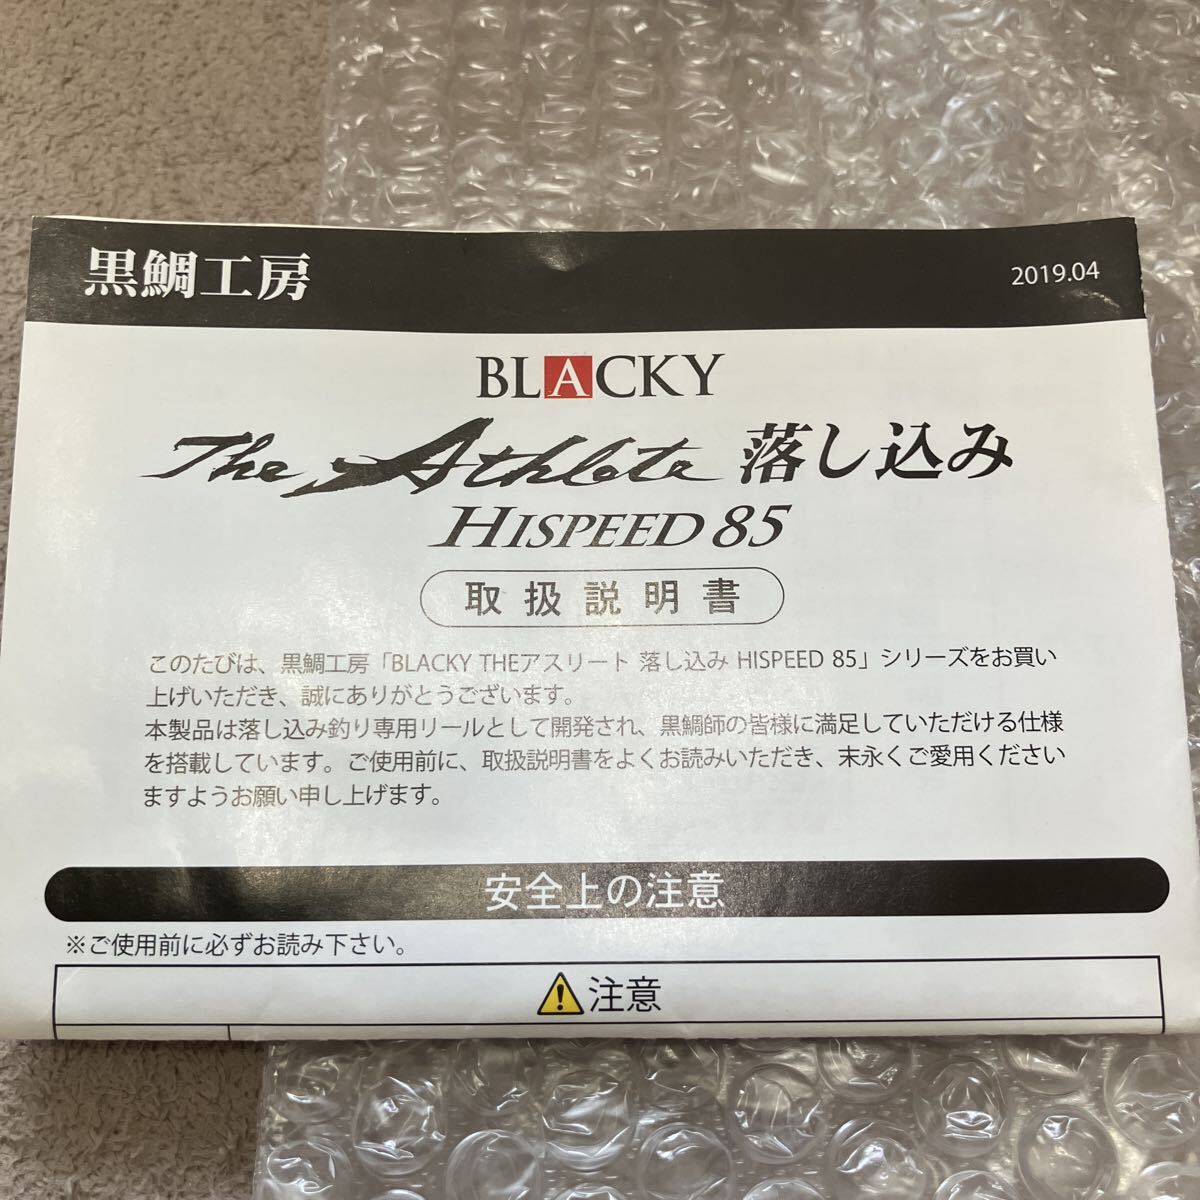 黒鯛工房
2019.04
BLACKY
The Athlete 落し込み
HISPEED 85
取扱説明書
このたびは、黒鯛工房「BLACKY THEアスリート 落し込み HISPEED 85」シリーズをお買い
上げいただき、誠にありがとうございます。
本製品は落し込み釣り専用リールとして開発され、黒鯛師の皆様に満足していただける仕様
を搭載しています。ご使用前に、取扱説明書をよくお読みいただき、末永くご愛用ください
ますようお願い申し上げます。
安全上の注意
※ご使用前に必ずお読み下さい。
注意